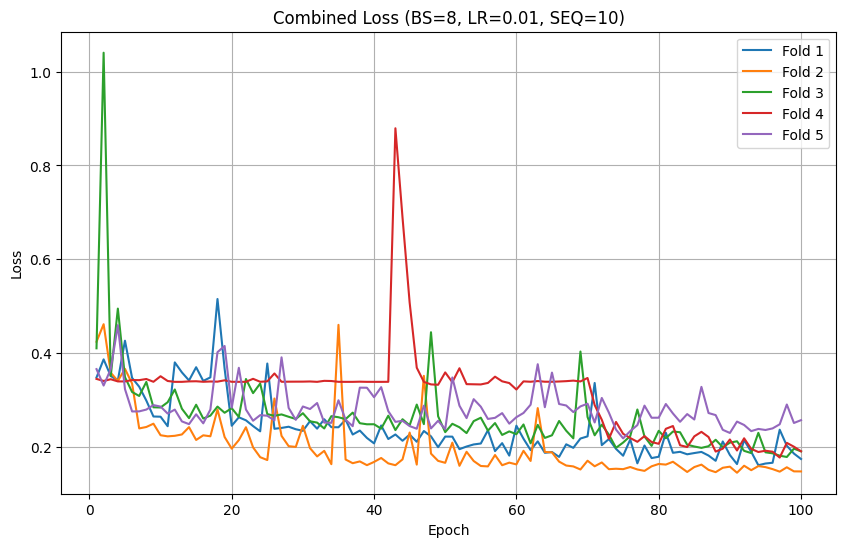 Combined Loss (BS=8, LR=0.01, SEQ=10)
Fold 1
Fold 2
Fold 3
Fold 4
Fold 5
Loss
1.0
0.8
0.6
0.4
0.2
0
20
40
60
80
100
Epoch